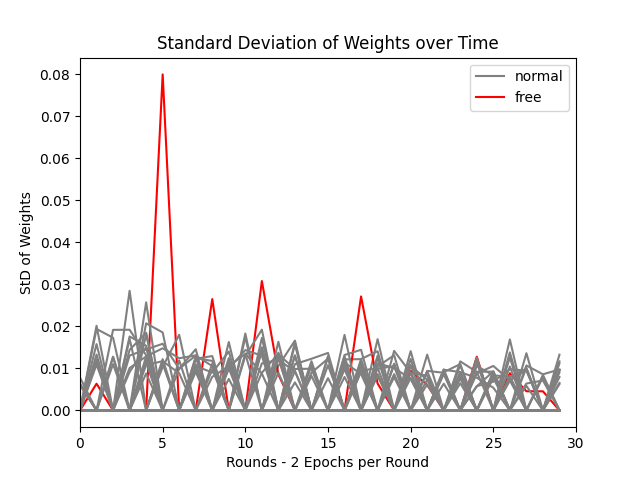 Standard Deviation of Weights over Time
normal
free
StD of Weights
0.08
0.07
0.06
0.05
0.04
0.03
0.02
0.01
0.00
0 5 10 15 20 25 30
Rounds - 2 Epochs per Round